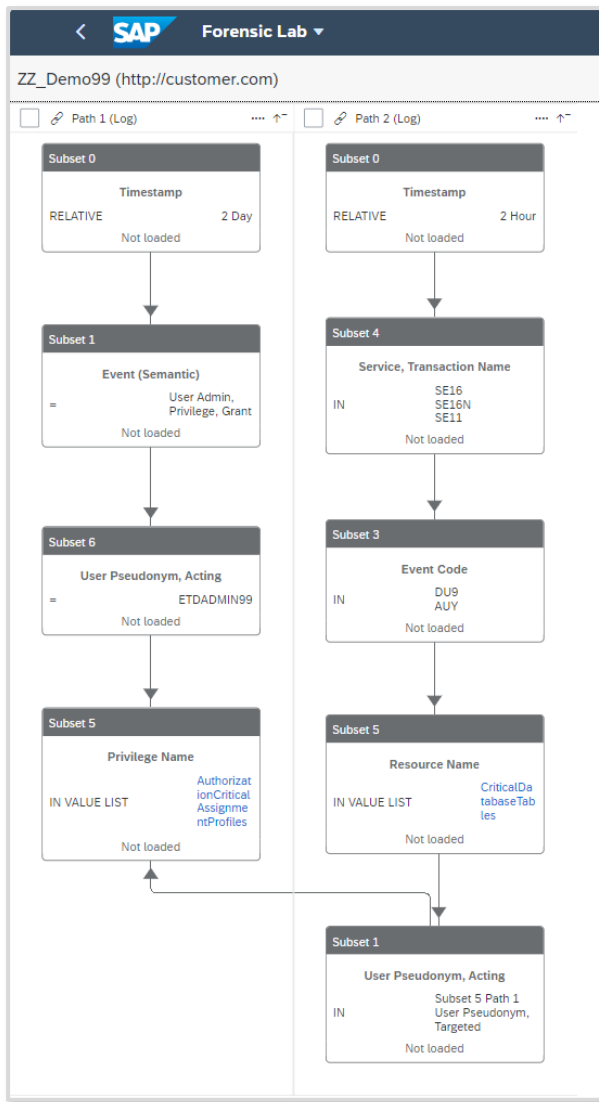 SAP Forensic Lab
ZZ_Demo99 (http://customer.com)
Path 1 (Log)
Subset 0
Timestamp
RELATIVE 2 Day
Not loaded
Subset 1
Event (Semantic)
= User Admin,
Privilege, Grant
Not loaded
Subset 6
User Pseudonym, Acting
= ETDADMIN99
Not loaded
Subset 5
Privilege Name
IN VALUE LIST
Authorizat
ionCritical
Assignme
ntProfiles
Not loaded
Path 2 (Log)
Subset 0
Timestamp
RELATIVE 2 Hour
Not loaded
Subset 4
Service, Transaction Name
IN
SE16
SE16N
SE11
Not loaded
Subset 3
Event Code
IN
DU9
AUY
Not loaded
Subset 5
Resource Name
IN VALUE LIST
CriticalDa
tabaseTab
les
Not loaded
Subset 1
User Pseudonym, Acting
IN
Subset 5 Path 1
User Pseudonym,
Targeted
Not loaded